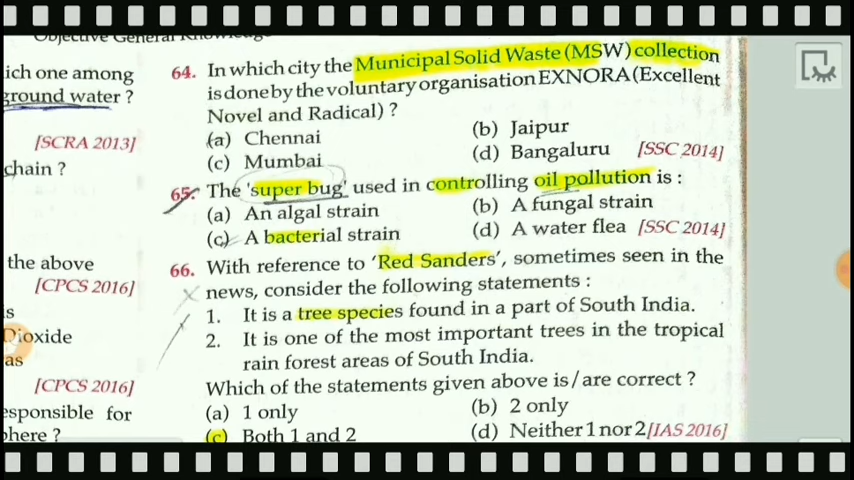 Objective General Knowledge
ich one among
ground water ?
[SCRA 2013]
chain ?
the above
[CPCS 2016]
is
Dioxide
as
[CPCS 2016]
esponsible for
phere ?
64. In which city the Municipal Solid Waste (MSW) collection
is done by the voluntary organisation EXNORA (Excellent
Novel and Radical) ?
(a) Chennai (b) Jaipur
(c) Mumbai (d) Bangaluru [SSC 2014]
65. The 'super bug' used in controlling oil pollution is :
(a) An algal strain (b) A fungal strain
(c) A bacterial strain (d) A water flea [SSC 2014]
66. With reference to 'Red Sanders', sometimes seen in the
news, consider the following statements :
1. It is a tree species found in a part of South India.
2. It is one of the most important trees in the tropical
rain forest areas of South India.
Which of the statements given above is/are correct ?
(a) 1 only (b) 2 only
(c) Both 1 and 2 (d) Neither 1 nor 2 [IAS 2016]